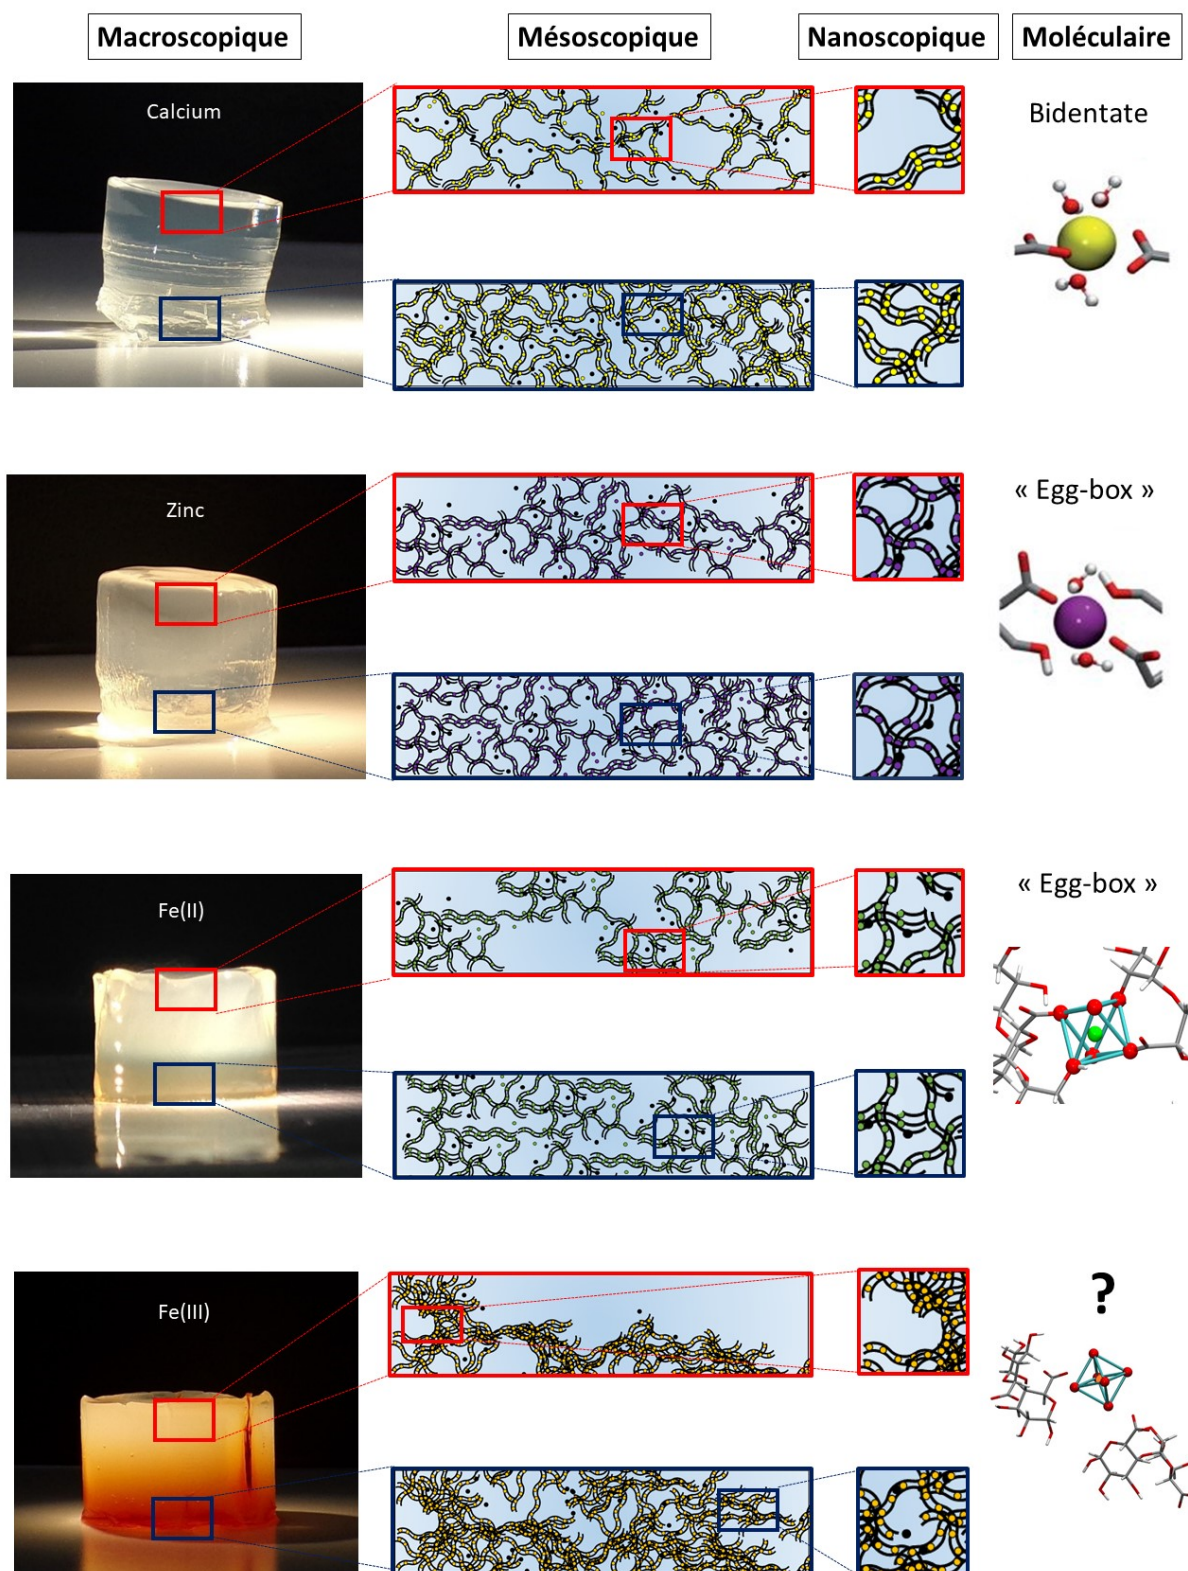 Macroscopique Mésoscopique Nanoscopique Moléculaire
Calcium
Bidentate
Zinc
« Egg-box »
Fe(II)
« Egg-box »
Fe(III)
?